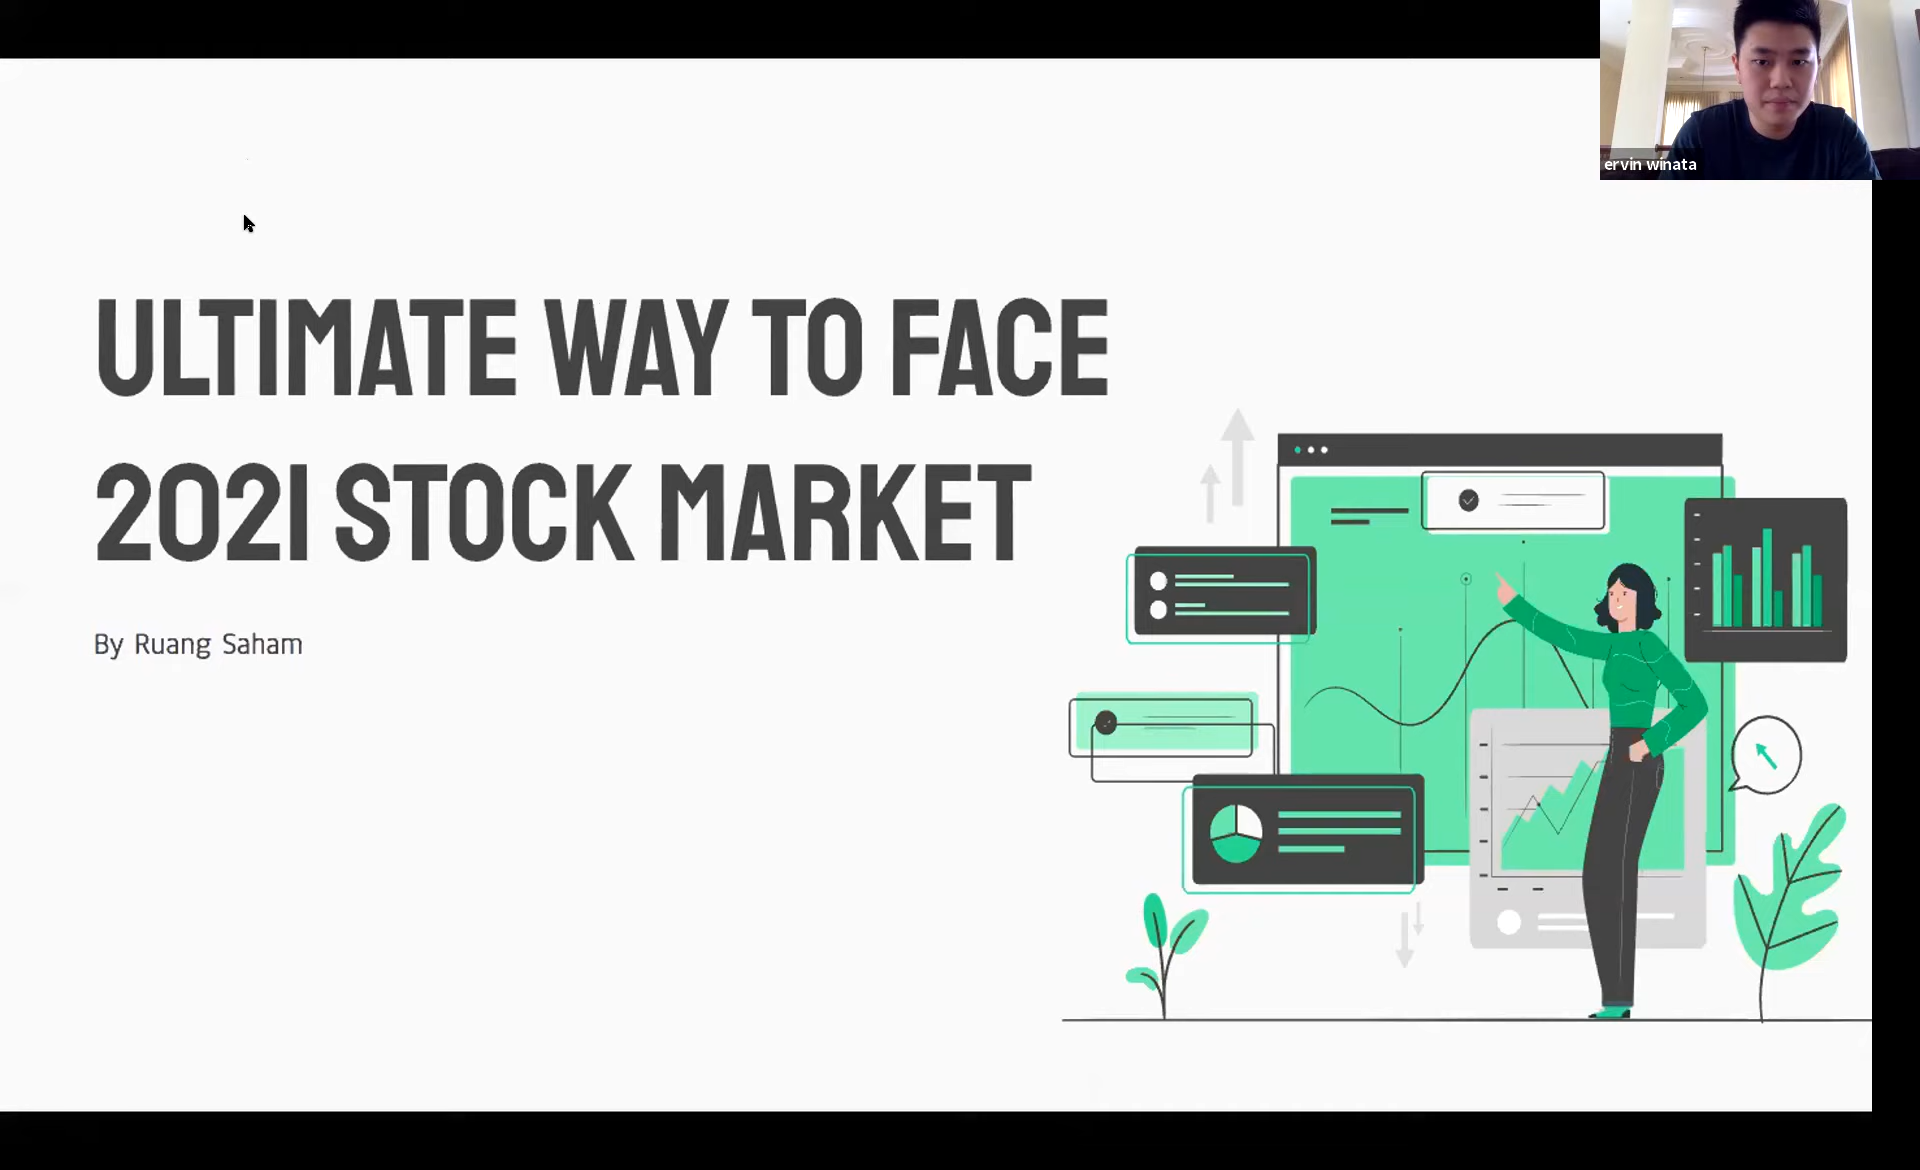 ervin winata
ULTIMATE WAY TO FACE
2021 STOCK MARKET
By Ruang Saham